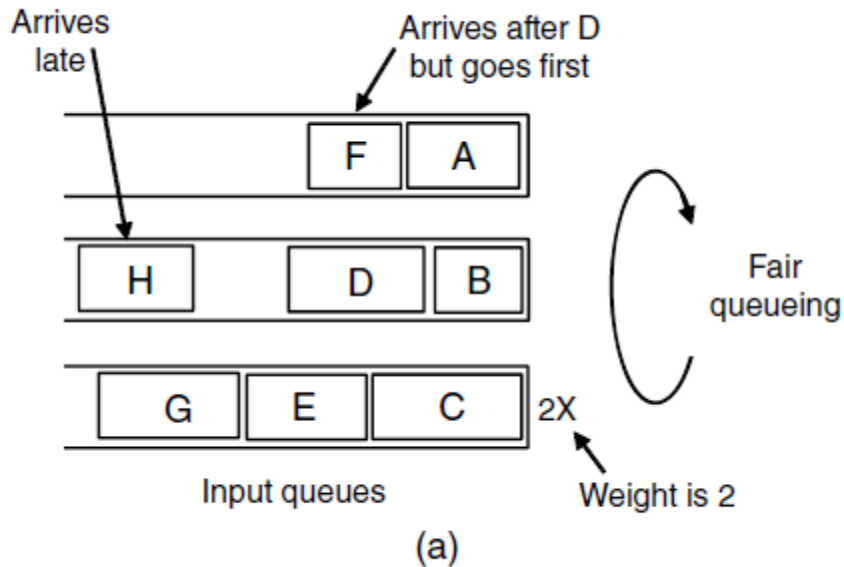 Arrives
late
Arrives after D
but goes first
F
A
H
D
B
Fair
queueing
G
E
C
2X
Input queues
Weight is 2
(a)